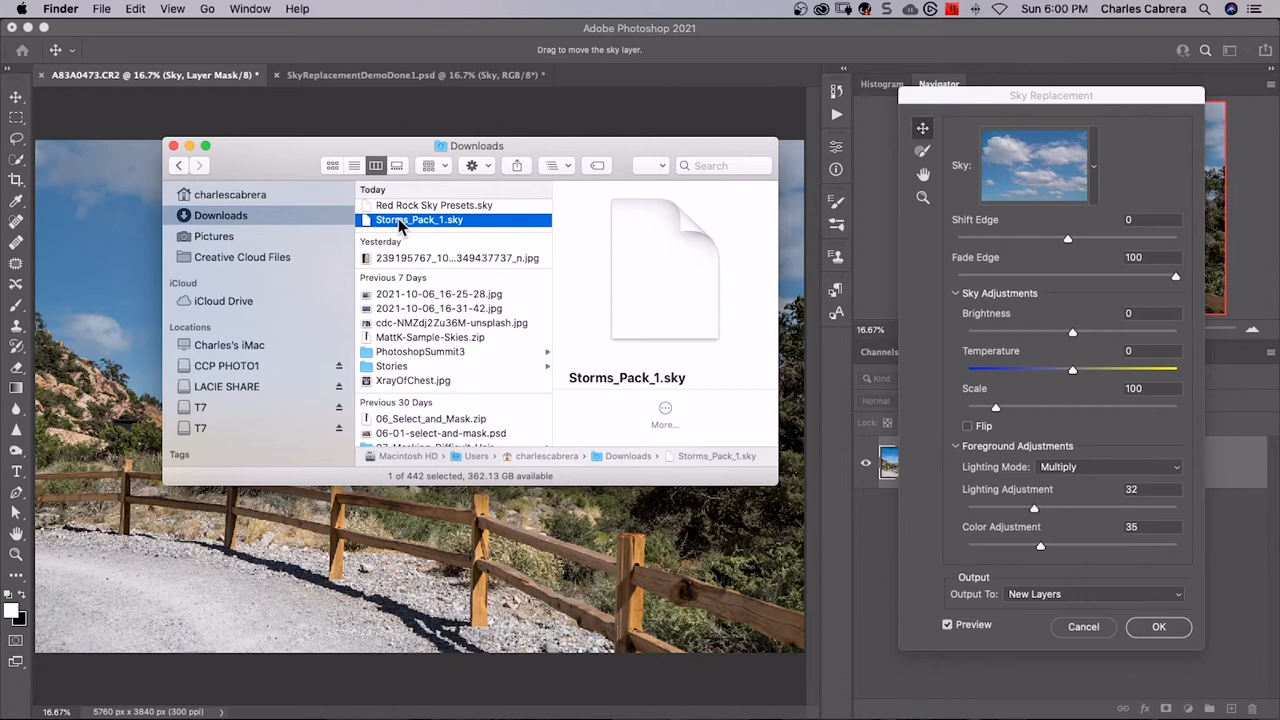 Finder File Edit View Go Window Help Sun 6:00 PM Charles Cabrera
Adobe Photoshop 2021
Drag to move the sky layer.
A83A0473.CR2 @ 16.7% (Sky, Layer Mask/8) *
SkyReplacementDemoDone1.psd @ 16.7% (Sky, RGB/8*) *
Histogram Navigator
Sky Replacement
Downloads
Search
charlescabrera
Downloads
Pictures
Creative Cloud Files
iCloud
iCloud Drive
Locations
Charles's iMac
CCP PHOTO1
LACIE SHARE
T7
T7
Tags
Today
Red Rock Sky Presets.sky
Storms_Pack_1.sky
Yesterday
239195767_10...349437737_n.jpg
Previous 7 Days
2021-10-06_16-25-28.jpg
2021-10-06_16-31-42.jpg
cdc-NMZdj2Zu36M-unsplash.jpg
MattK-Sample-Skies.zip
PhotoshopSummit3
Stories
XrayOfChest.jpg
Previous 30 Days
06_Select_and_Mask.zip
06-01-select-and-mask.psd
Storms_Pack_1.sky
More...
Macintosh HD Users charlescabrera Downloads Storms_Pack_1.sky
1 of 442 selected, 362.13 GB available
Sky:
Shift Edge 0
Fade Edge 100
Sky Adjustments
Brightness 0
Temperature 0
Scale 100
Flip
Foreground Adjustments
Lighting Mode: Multiply
Lighting Adjustment 32
Color Adjustment 35
Output
Output To: New Layers
Preview
Cancel
OK
16.67%
Channels
Kind
Normal
Lock:
16.67% 5760 px x 3840 px (300 ppi)